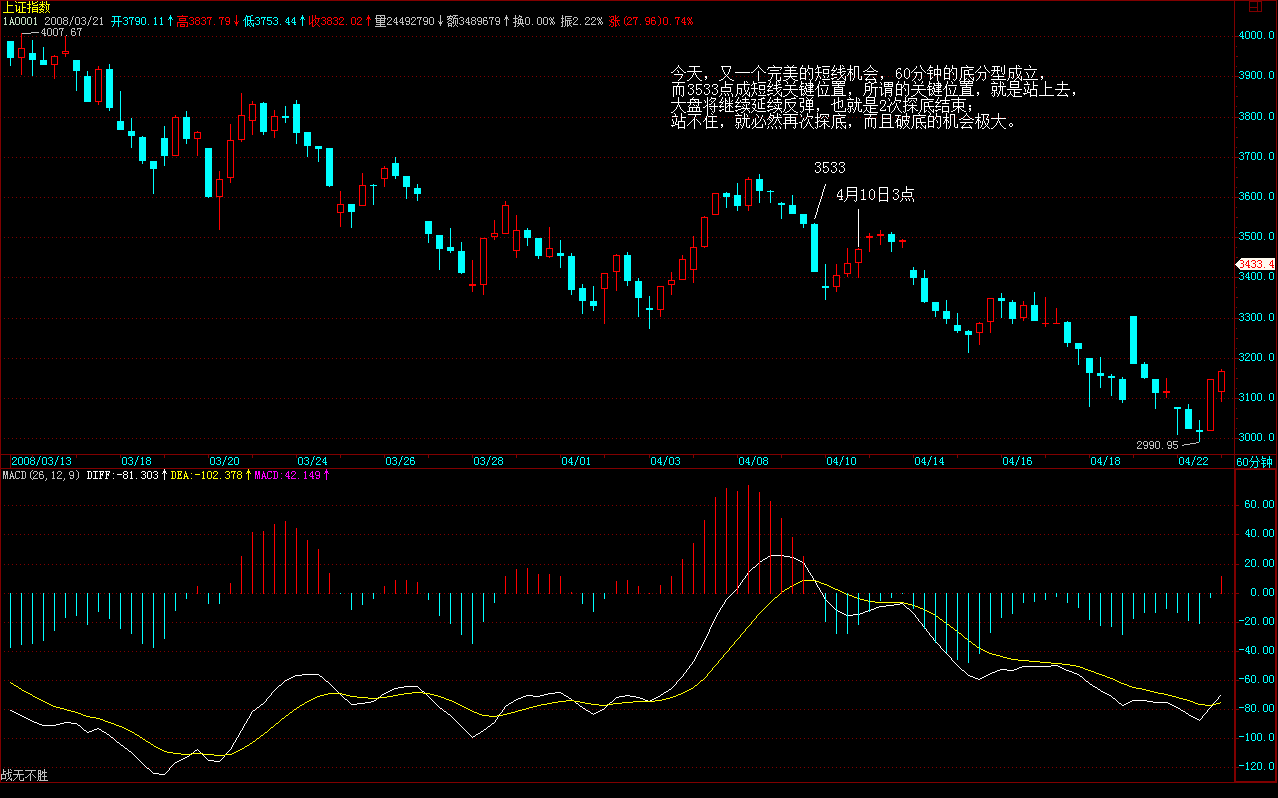 上证指数
1A0001 2008/03/21 开3790.11↑高3837.79↓低3753.44↑收3832.02↑量24492790↓额3489679↑换0.00% 振2.22% 涨(27.98)0.74%
4007.67
4000.0
今天，又一个完美的短线机会，60分钟的底分型成立，
而3533点成短线关键位置，所谓的关键位置，就是站上去，
大盘将继续延续反弹，也就是2次探底结束；
站不住，就必然再次探底，而且破底的机会极大。
3900.0
3800.0
3700.0
3533
4月10日3点
3600.0
3500.0
3433.4
3400.0
3300.0
3200.0
3100.0
3000.0
2990.95
2008/03/13 03/18 03/20 03/24 03/26 03/28 04/01 04/03 04/08 04/10 04/14 04/16 04/18 04/22 60分钟
MACD(26,12,9) DIFF:-81.303↑DEA:-102.378↑MACD:42.149↑
60.00
40.00
20.00
0.00
-20.00
-40.00
-60.00
-80.00
-100.0
-120.0
战无不胜